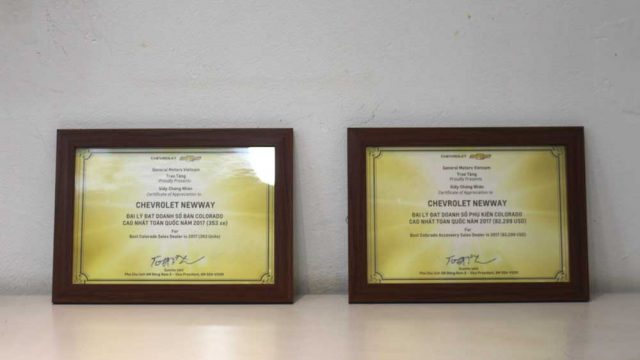 CHEVROLET
General Motors Vietnam
Trao Tặng
Proudly Presents
Giấy Chứng Nhận
Certificate of Appreciation to
CHEVROLET NEWWAY
ĐẠI LÝ ĐẠT DOANH SỐ BÁN COLORADO
CAO NHẤT TOÀN QUỐC NĂM 2017 (353 xe)
For
Best Colorado Sales Dealer in 2017 (353 Units)
CHEVROLET
General Motors Vietnam
Trao Tặng
Proudly Presents
Giấy Chứng Nhận
Certificate of Appreciation to
CHEVROLET NEWWAY
ĐẠI LÝ ĐẠT DOANH SỐ PHỤ KIỆN COLORADO
CAO NHẤT TOÀN QUỐC NĂM 2017 (62,299 USD)
For
Best Colorado Accessory Sales Dealer in 2017 (62,299 USD)